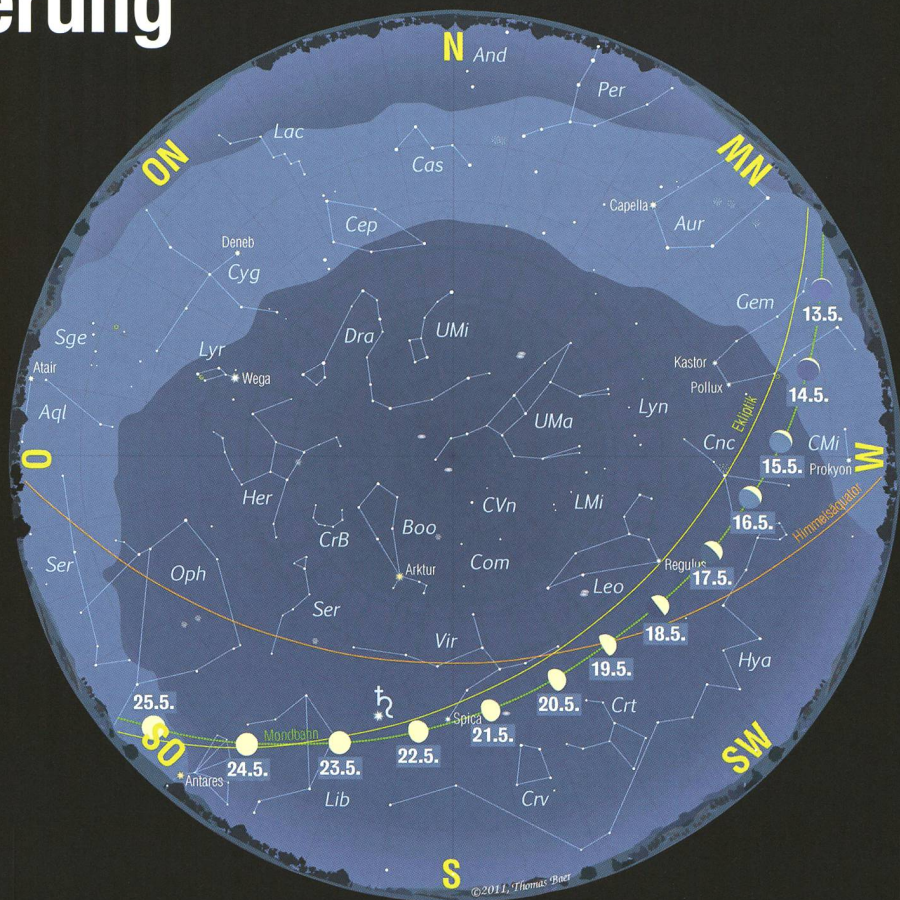 erung
N
And
Per
Lac
Cas
NO
NW
Capella
Cep
Aur
Deneb
Cyg
Gem
13.5.
Sge
Dra
UMi
Lyr
Atair
Wega
Kastor
Pollux
14.5.
Aql
UMa
Lyn
Ekliptik
Cnc
CMi
O
W
15.5.
Prokyon
Her
CVn
LMi
16.5.
Himmelsäquator
CrB
Boo
Ser
Oph
Arktur
Com
Regulus
17.5.
Leo
Ser
18.5.
Vir
19.5.
Hya
25.5.
20.5.
Crt
Spica
21.5.
SO
Mondbahn
22.5.
SW
24.5.
23.5.
Antares
Lib
Crv
S
©2011, Thomas Baer